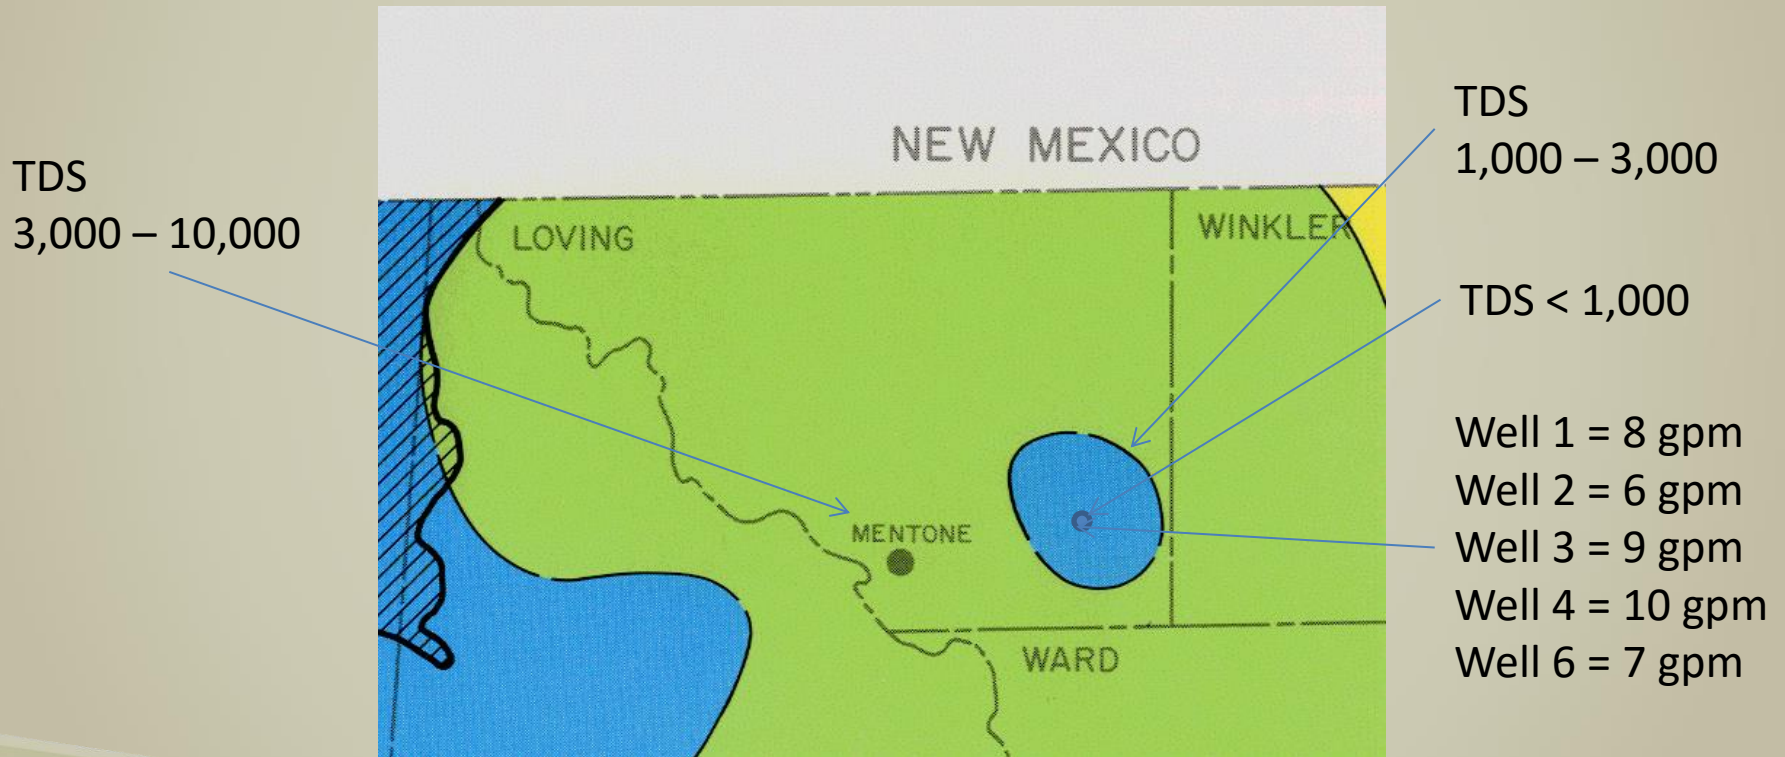 TDS
3,000 – 10,000
NEW MEXICO
LOVING
WINKLER
MENTONE
WARD
TDS
1,000 – 3,000
TDS < 1,000
Well 1 = 8 gpm
Well 2 = 6 gpm
Well 3 = 9 gpm
Well 4 = 10 gpm
Well 6 = 7 gpm